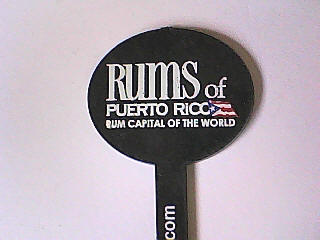 RUMS of
PUERTO RICO
RUM CAPITAL OF THE WORLD
.com